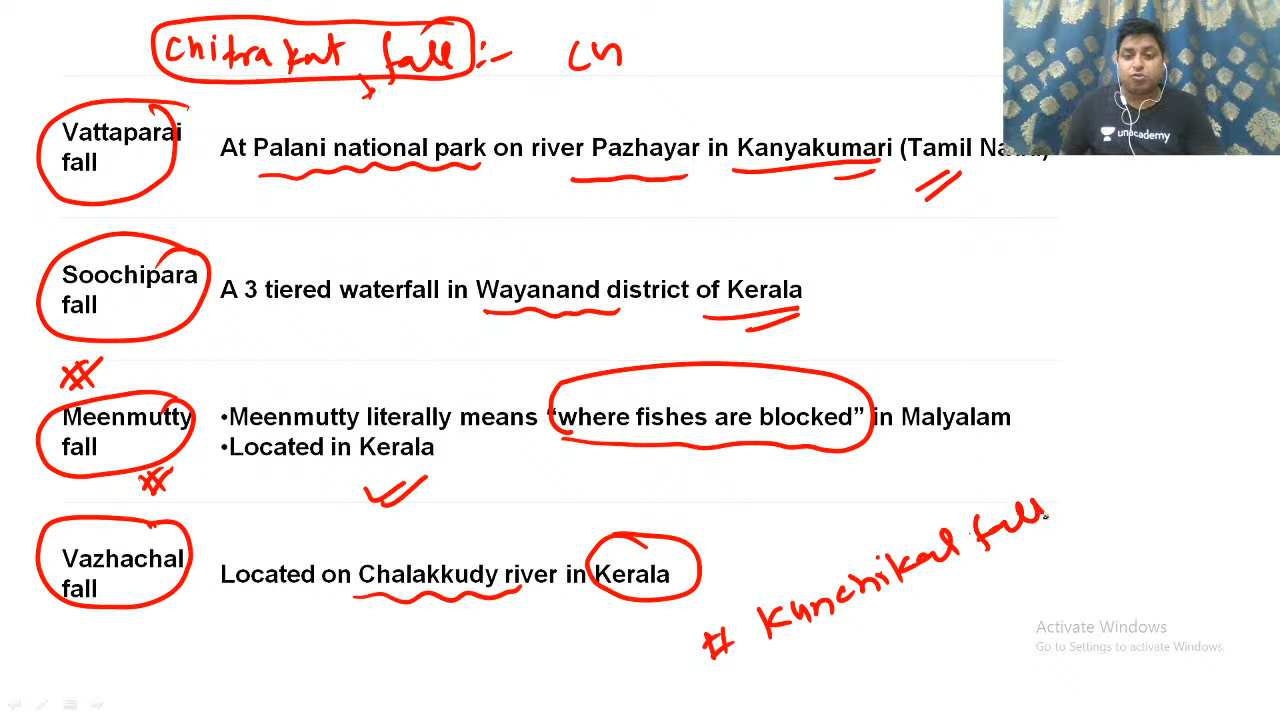 Chitrakot fall :- CH
unacademy
Vattaparai
fall
At Palani national park on river Pazhayar in Kanyakumari (Tamil
Soochipara
fall
A 3 tiered waterfall in Wayanand district of Kerala
Meenmutty
fall
•Meenmutty literally means “where fishes are blocked” in Malyalam
•Located in Kerala
Vazhachal
fall
Located on Chalakkudy river in Kerala
# Kunchikal fall
Activate Windows
Go to Settings to activate Windows.